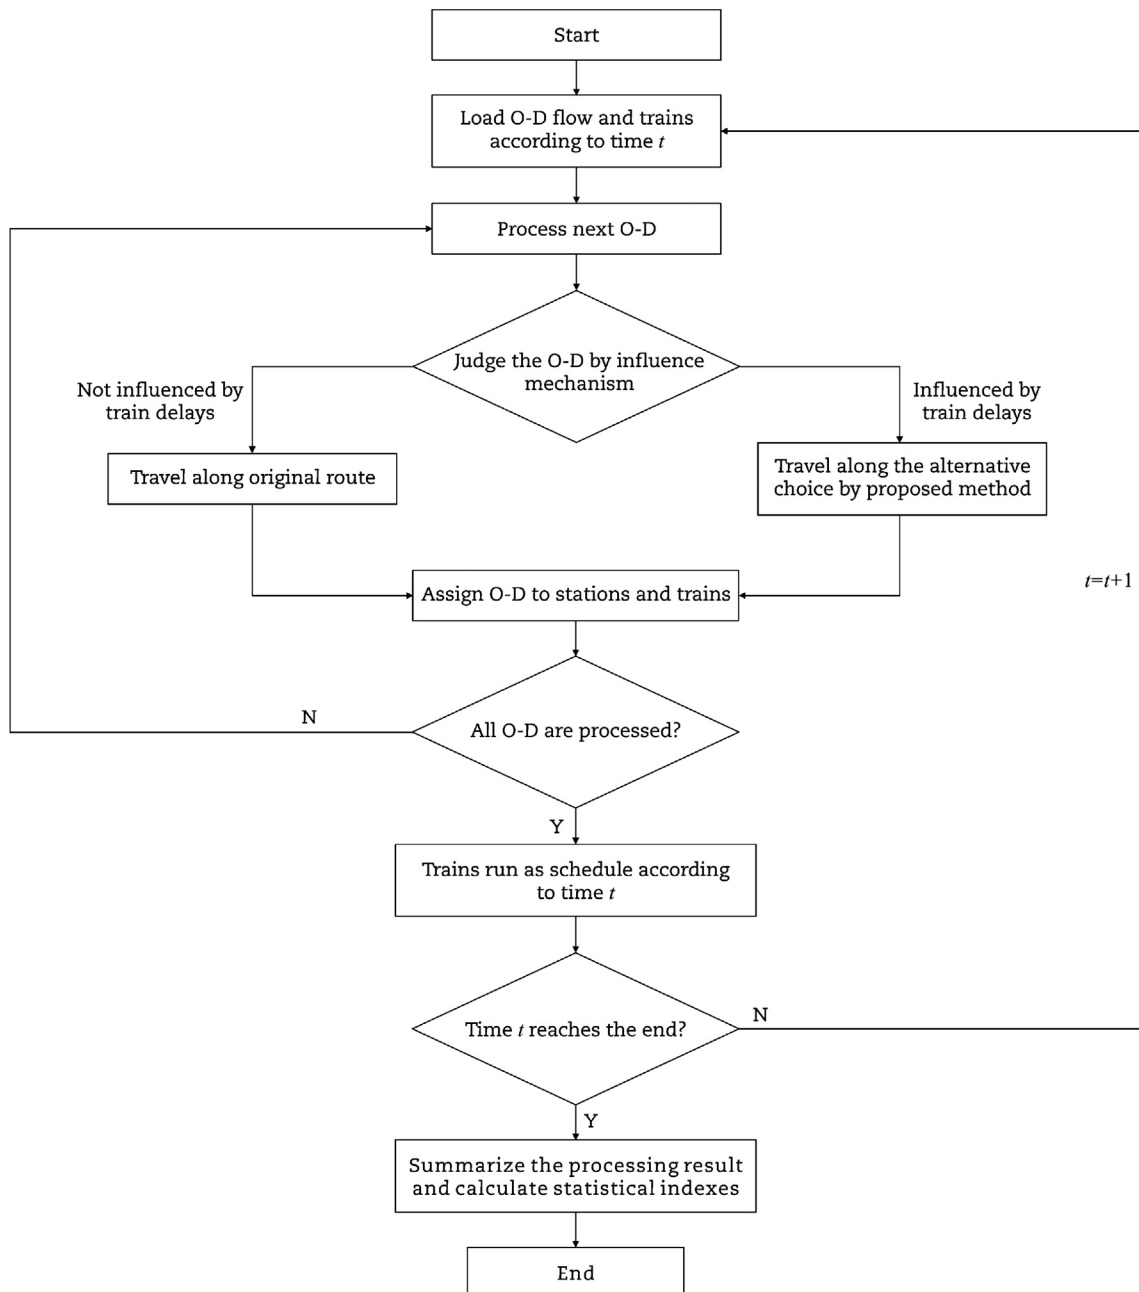 Start
Load O-D flow and trains
according to time t
Process next O-D
Judge the O-D by influence
mechanism
Not influenced by
train delays
Influenced by
train delays
Travel along original route
Travel along the alternative
choice by proposed method
Assign O-D to stations and trains
t=t+1
All O-D are processed?
N
Y
Trains run as schedule according
to time t
Time t reaches the end?
N
Y
Summarize the processing result
and calculate statistical indexes
End